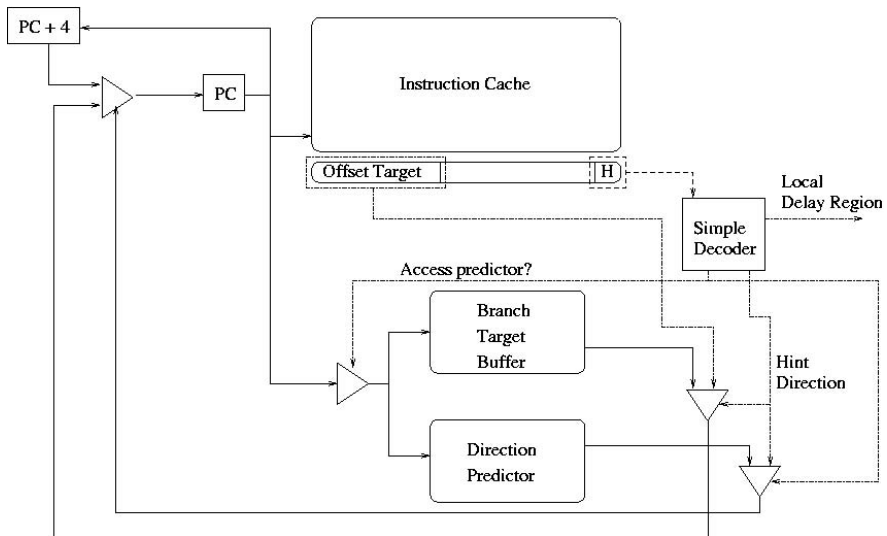 PC + 4
Instruction Cache
PC
Offset Target
H
Local
Delay Region
Simple
Decoder
Access predictor?
Branch
Target
Buffer
Hint
Direction
Direction
Predictor